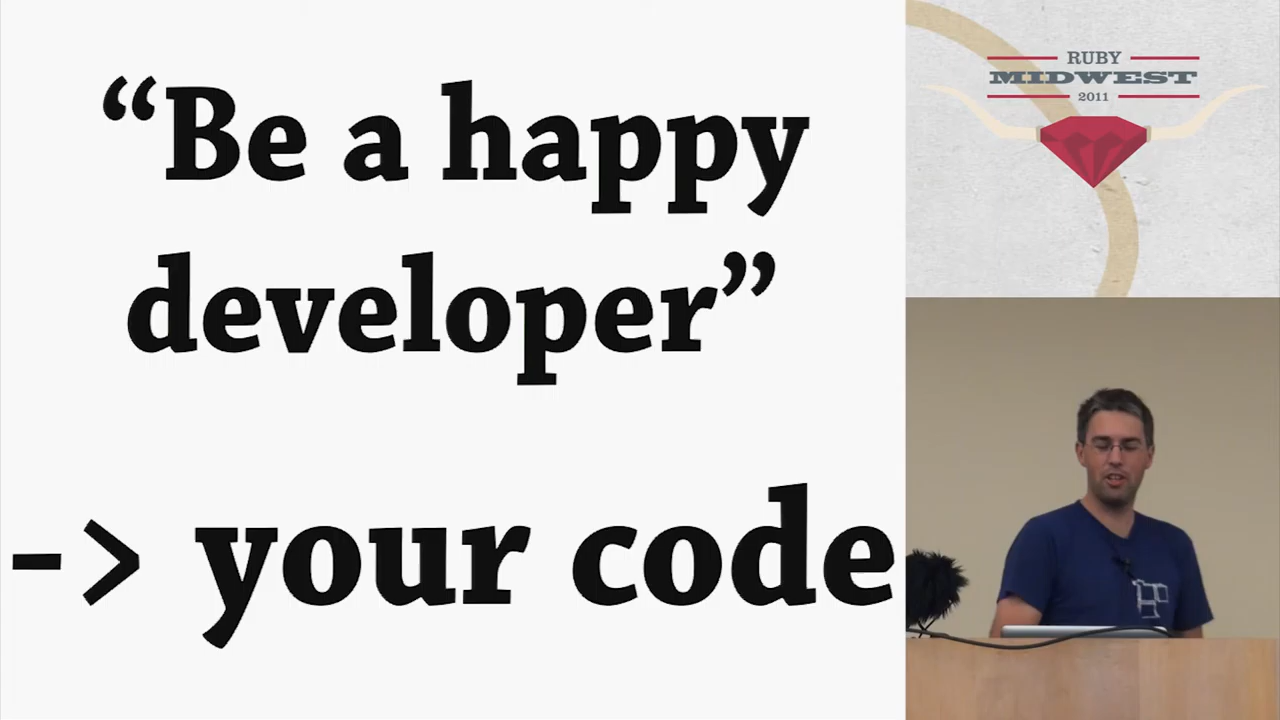 “Be a happy
developer”
-> your code
RUBY
MIDWEST
2011